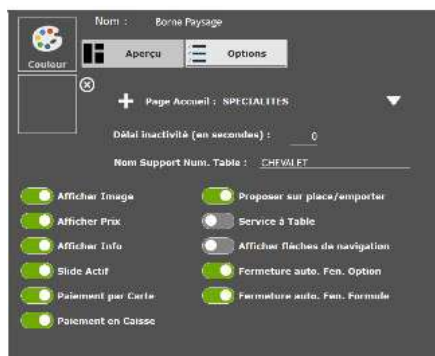 Nom : Borne Paysage
Couleur
Aperçu
Options
Page Accueil : SPECIALITES
Délai inactivité (en secondes) : 0
Nom Support Num. Table : CHEVALET
Afficher Image
Proposer sur place/emporter
Afficher Prix
Service à Table
Afficher Info
Afficher flèches de navigation
Slide Actif
Fermeture auto. Fen. Option
Paiement par Carte
Fermeture auto. Fen. Formule
Paiement en Caisse